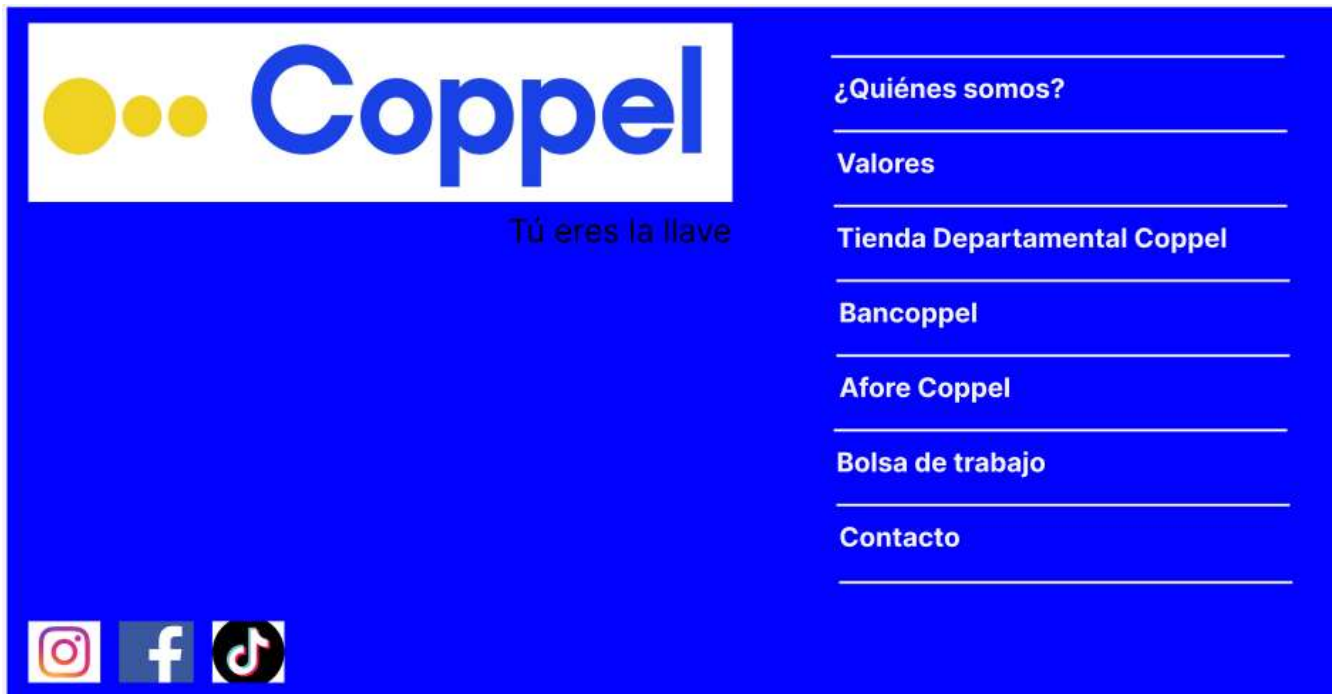 Coppel
Tú eres la llave
¿Quiénes somos?
Valores
Tienda Departamental Coppel
Bancoppel
Afore Coppel
Bolsa de trabajo
Contacto